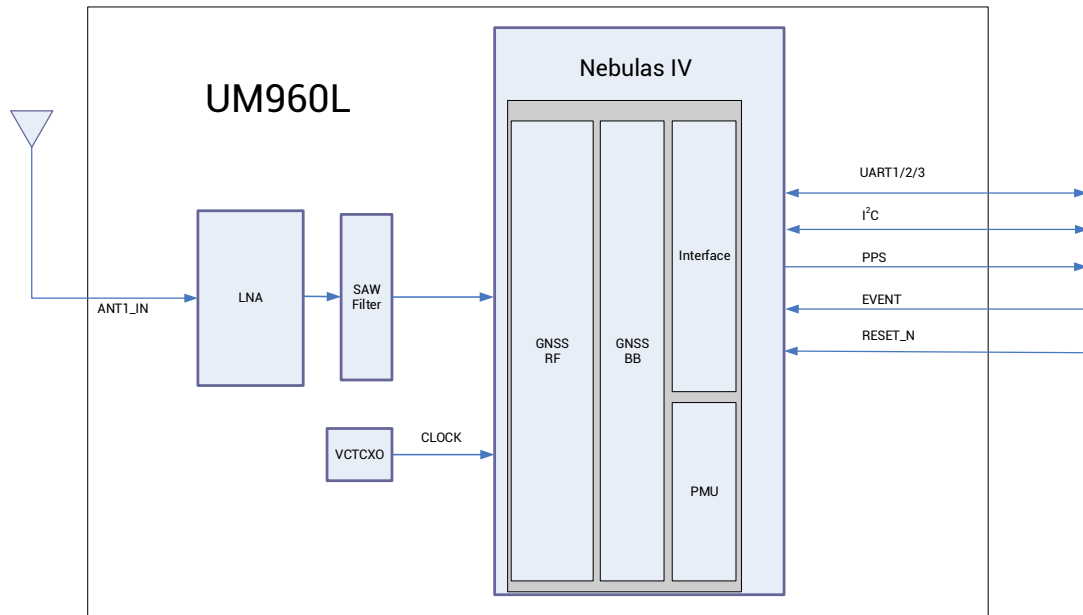 UM960L
Nebulas IV
ANT1_IN
LNA
SAW
Filter
VCTCXO
CLOCK
GNSS
RF
GNSS
BB
Interface
PMU
UART1/2/3
I²C
PPS
EVENT
RESET_N